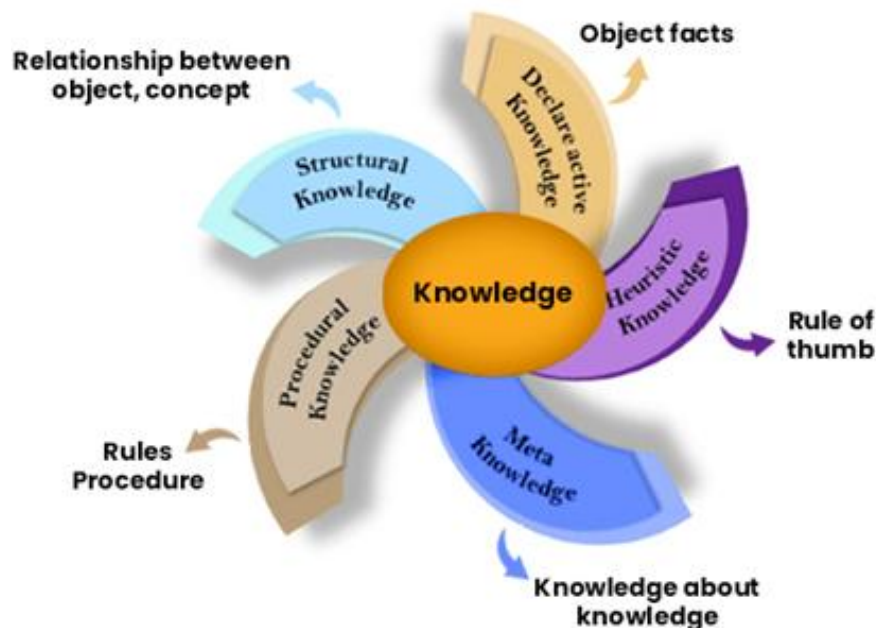 Object facts
Declare active
Knowledge
Relationship between
object, concept
Structural
Knowledge
Knowledge
Heuristic
Knowledge
Rule of
thumb
Procedural
Knowledge
Rules
Procedure
Meta
Knowledge
Knowledge about
knowledge